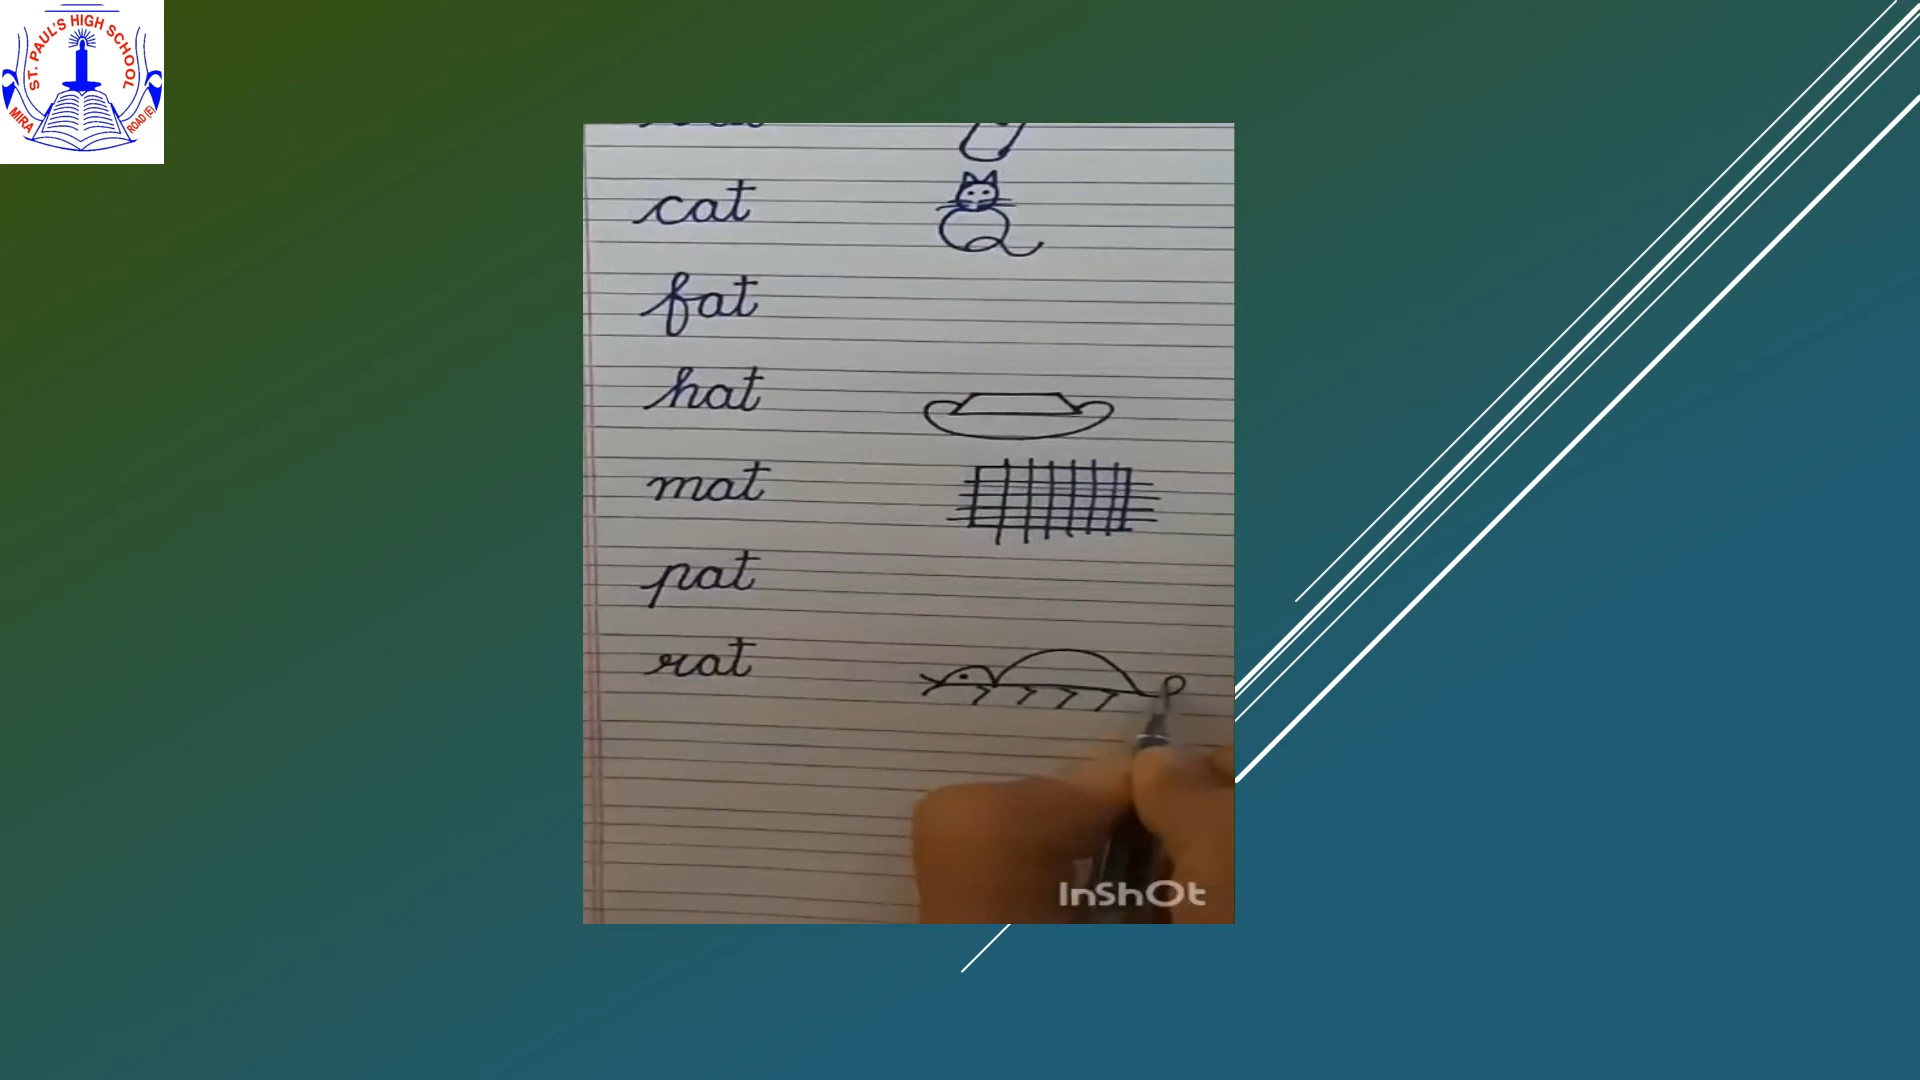 ST. PAUL'S HIGH SCHOOL
MIRA ROAD (E)
cat
fat
hat
mat
pat
rat
InShOt